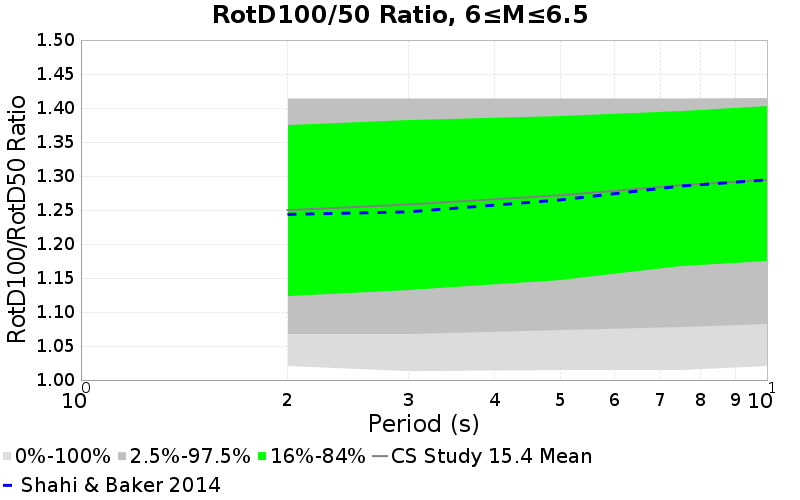 RotD100/50 Ratio, 6≤M≤6.5
RotD100/RotD50 Ratio
1.50
1.45
1.40
1.35
1.30
1.25
1.20
1.15
1.10
1.05
1.00
10^0 2 3 4 5 6 7 8 9 10^1
Period (s)
0%-100% 2.5%-97.5% 16%-84% CS Study 15.4 Mean
Shahi & Baker 2014